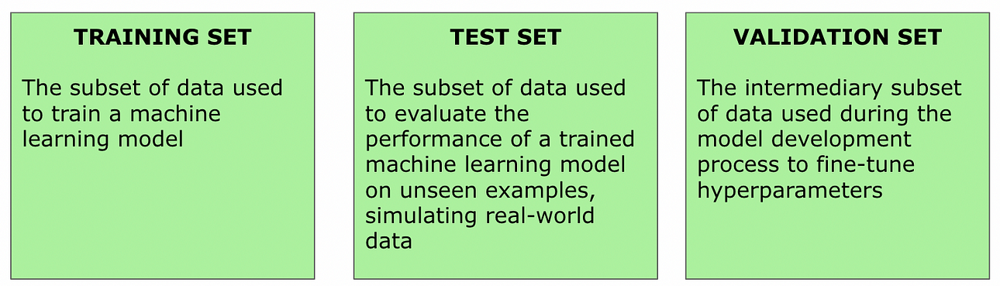 TRAINING SET
The subset of data used
to train a machine
learning model
TEST SET
The subset of data used
to evaluate the
performance of a trained
machine learning model
on unseen examples,
simulating real-world
data
VALIDATION SET
The intermediary subset
of data used during the
model development
process to fine-tune
hyperparameters